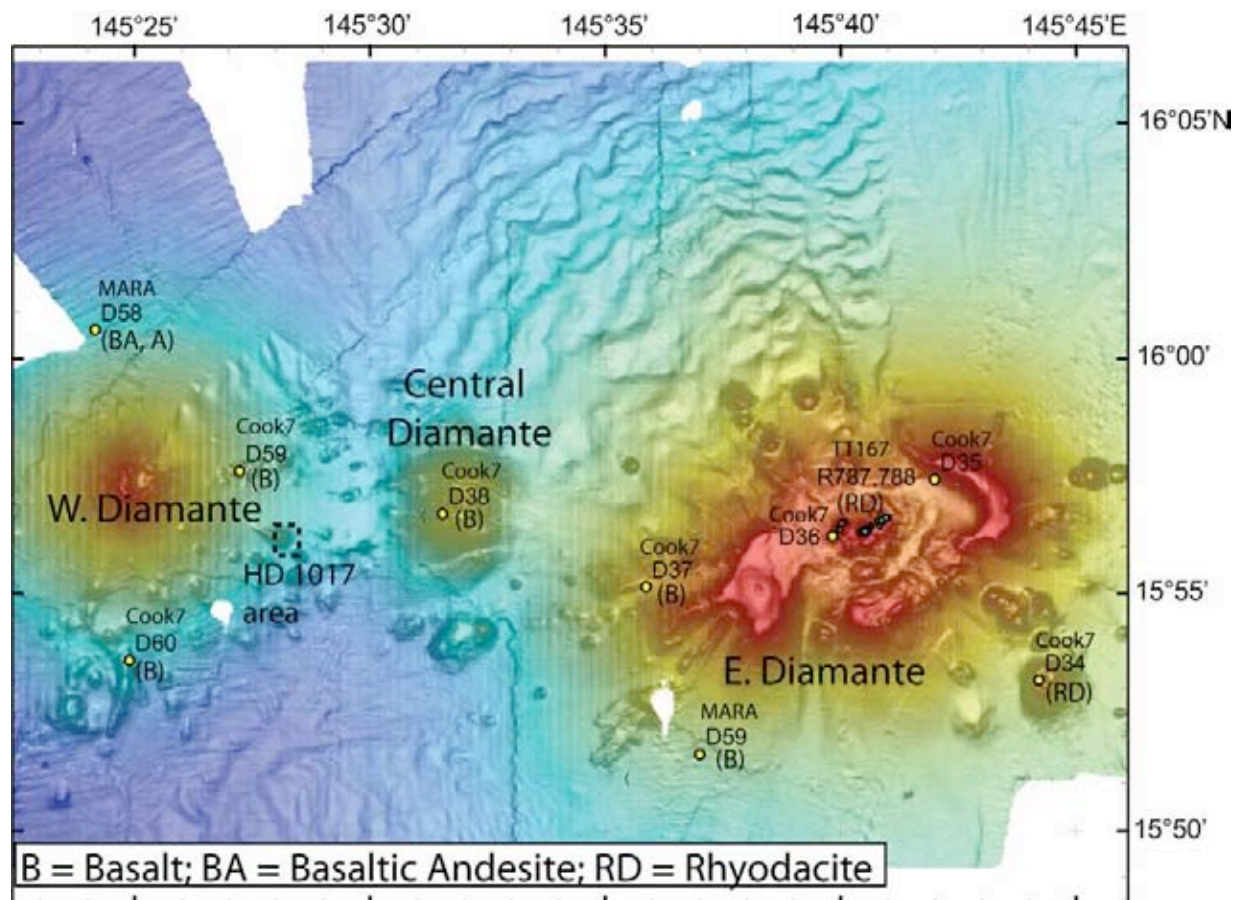 145°25' 145°30' 145°35' 145°40' 145°45'E
16°05'N
MARA
D58
(BA, A)
16°00'
Central
Diamante
Cook7
D59
(B)
Cook7
D38
(B)
TT167
R787,788
(RD)
Cook7
D35
W. Diamante
Cook7
D36
HD 1017
area
Cook7
D37
(B)
15°55'
Cook7
D60
(B)
E. Diamante
Cook7
D34
(RD)
MARA
D59
(B)
15°50'
B = Basalt; BA = Basaltic Andesite; RD = Rhyodacite